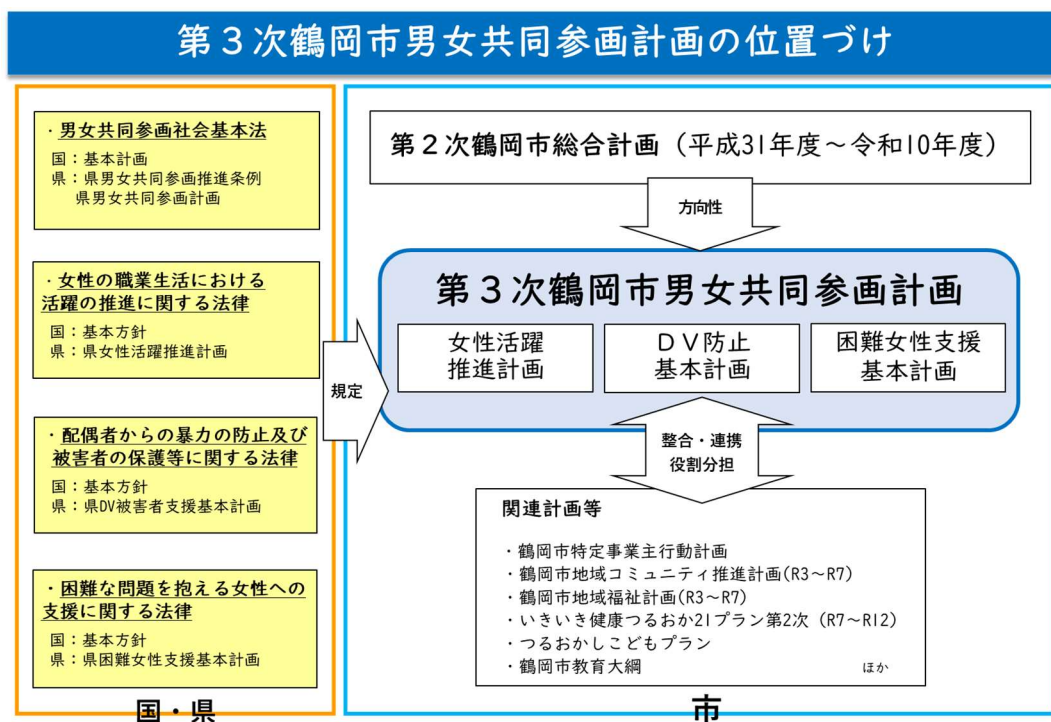 第3次鶴岡市男女共同参画計画の位置づけ
・男女共同参画社会基本法
国：基本計画
県：県男女共同参画推進条例
県男女共同参画計画
・女性の職業生活における
活躍の推進に関する法律
国：基本方針
県：県女性活躍推進計画
・配偶者からの暴力の防止及び
被害者の保護等に関する法律
国：基本方針
県：県DV被害者支援基本計画
・困難な問題を抱える女性への
支援に関する法律
国：基本方針
県：県困難女性支援基本計画
国・県
規定
第2次鶴岡市総合計画（平成31年度～令和10年度）
方向性
第3次鶴岡市男女共同参画計画
女性活躍
推進計画
ＤＶ防止
基本計画
困難女性支援
基本計画
整合・連携
役割分担
関連計画等
・鶴岡市特定事業主行動計画
・鶴岡市地域コミュニティ推進計画(R3～R7)
・鶴岡市地域福祉計画(R3～R7)
・いきいき健康つるおか21プラン第2次（R7～R12）
・つるおかしこどもプラン
・鶴岡市教育大綱 ほか
市